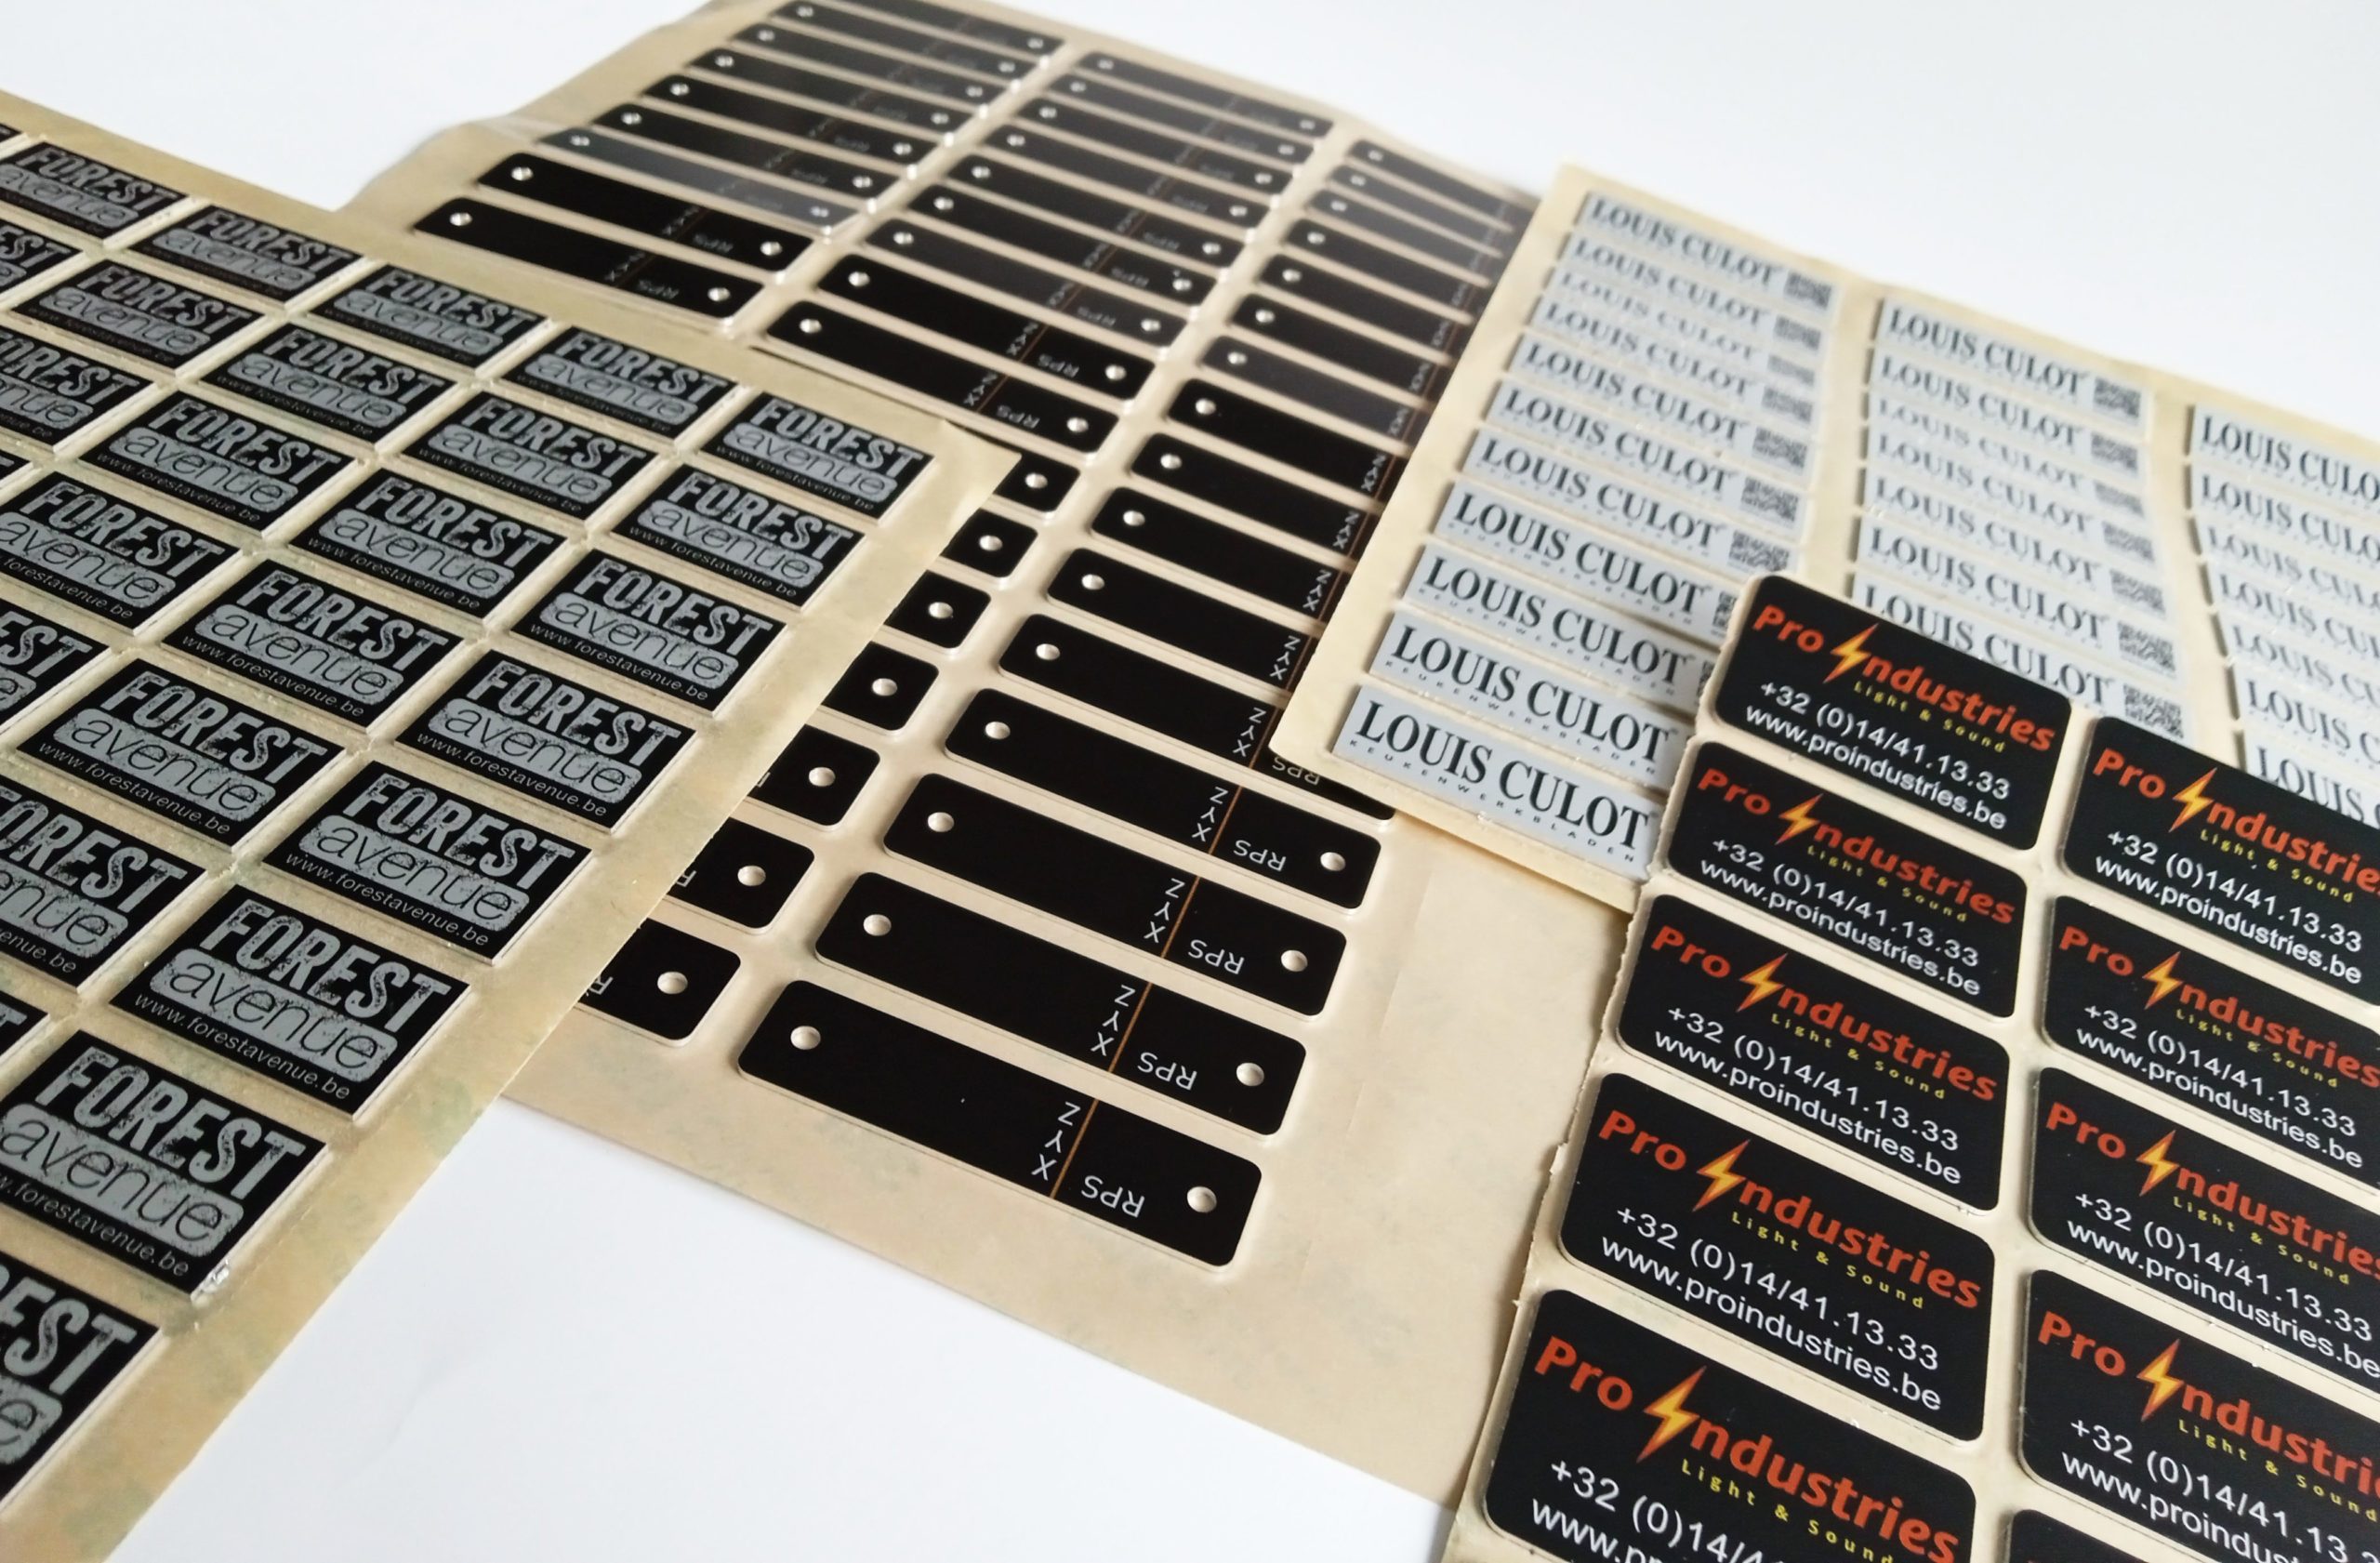 FOREST
avenue
www.forestavenue.be
RPS
X Y Z
LOUIS CULOT
KEUKENWERKBLADEN
Pro Industries
Light & Sound
+32 (0)14/41.13.33
www.proindustries.be